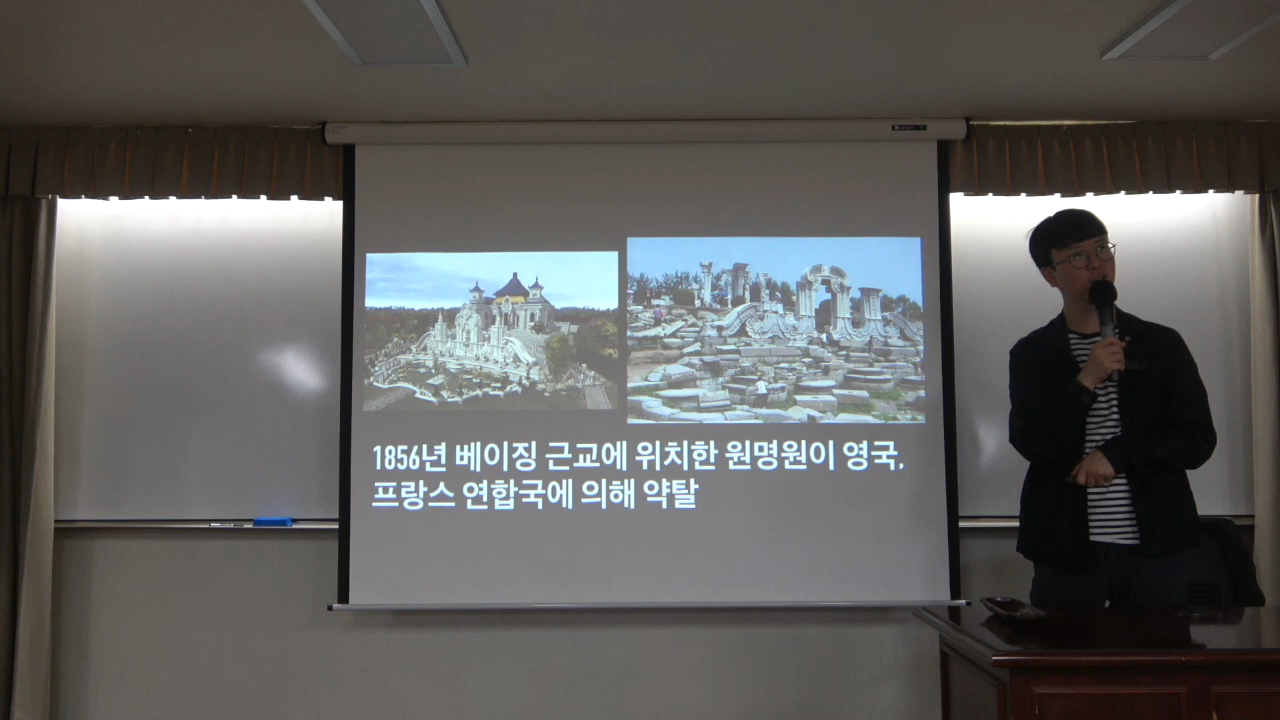 1856년 베이징 근교에 위치한 원명원이 영국,
프랑스 연합국에 의해 약탈